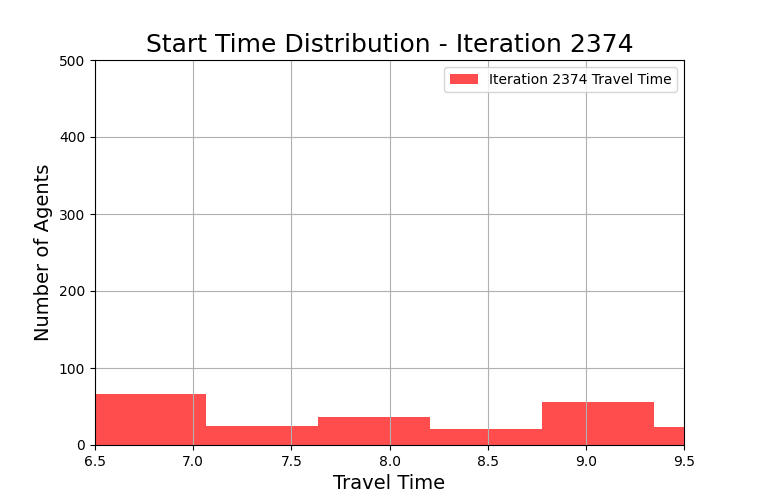 Start Time Distribution - Iteration 2374
Iteration 2374 Travel Time
Number of Agents
500
400
300
200
100
0
6.5 7.0 7.5 8.0 8.5 9.0 9.5
Travel Time